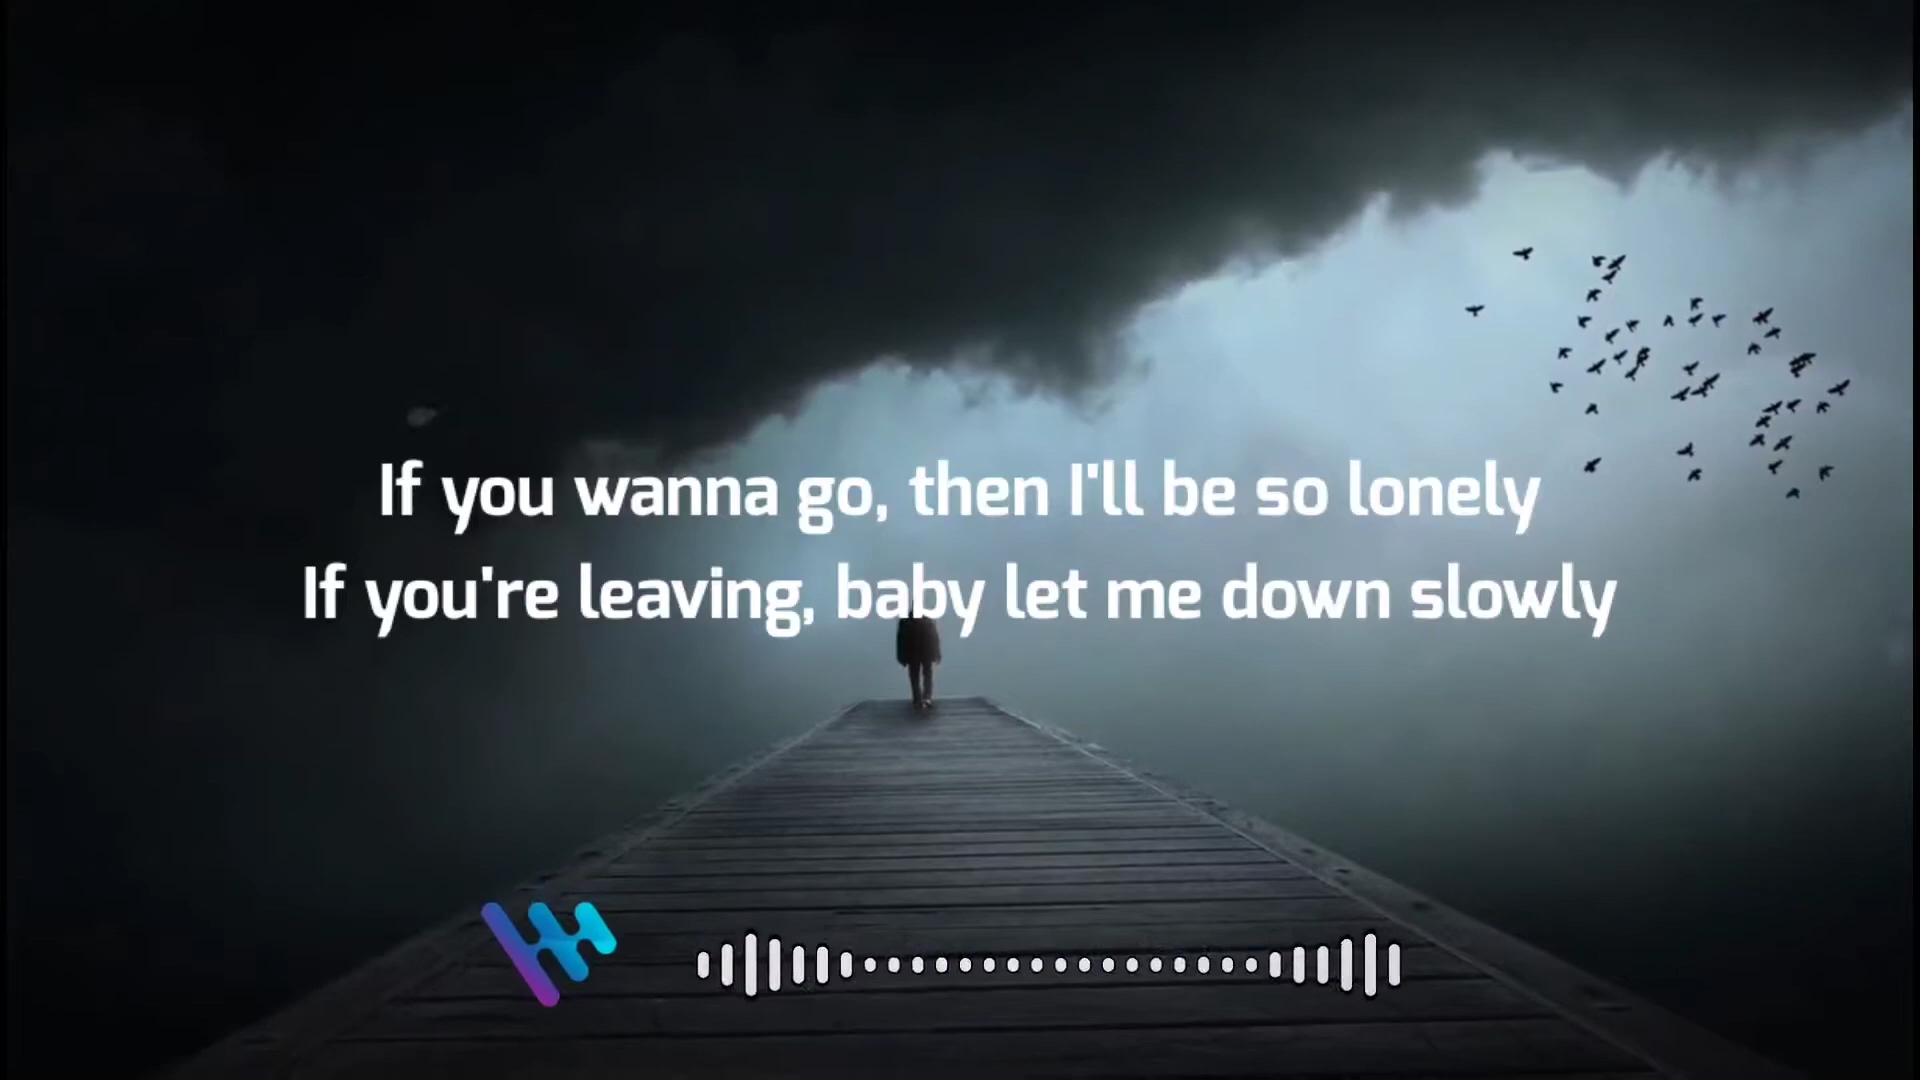 If you wanna go, then I'll be so lonely
If you're leaving, baby let me down slowly